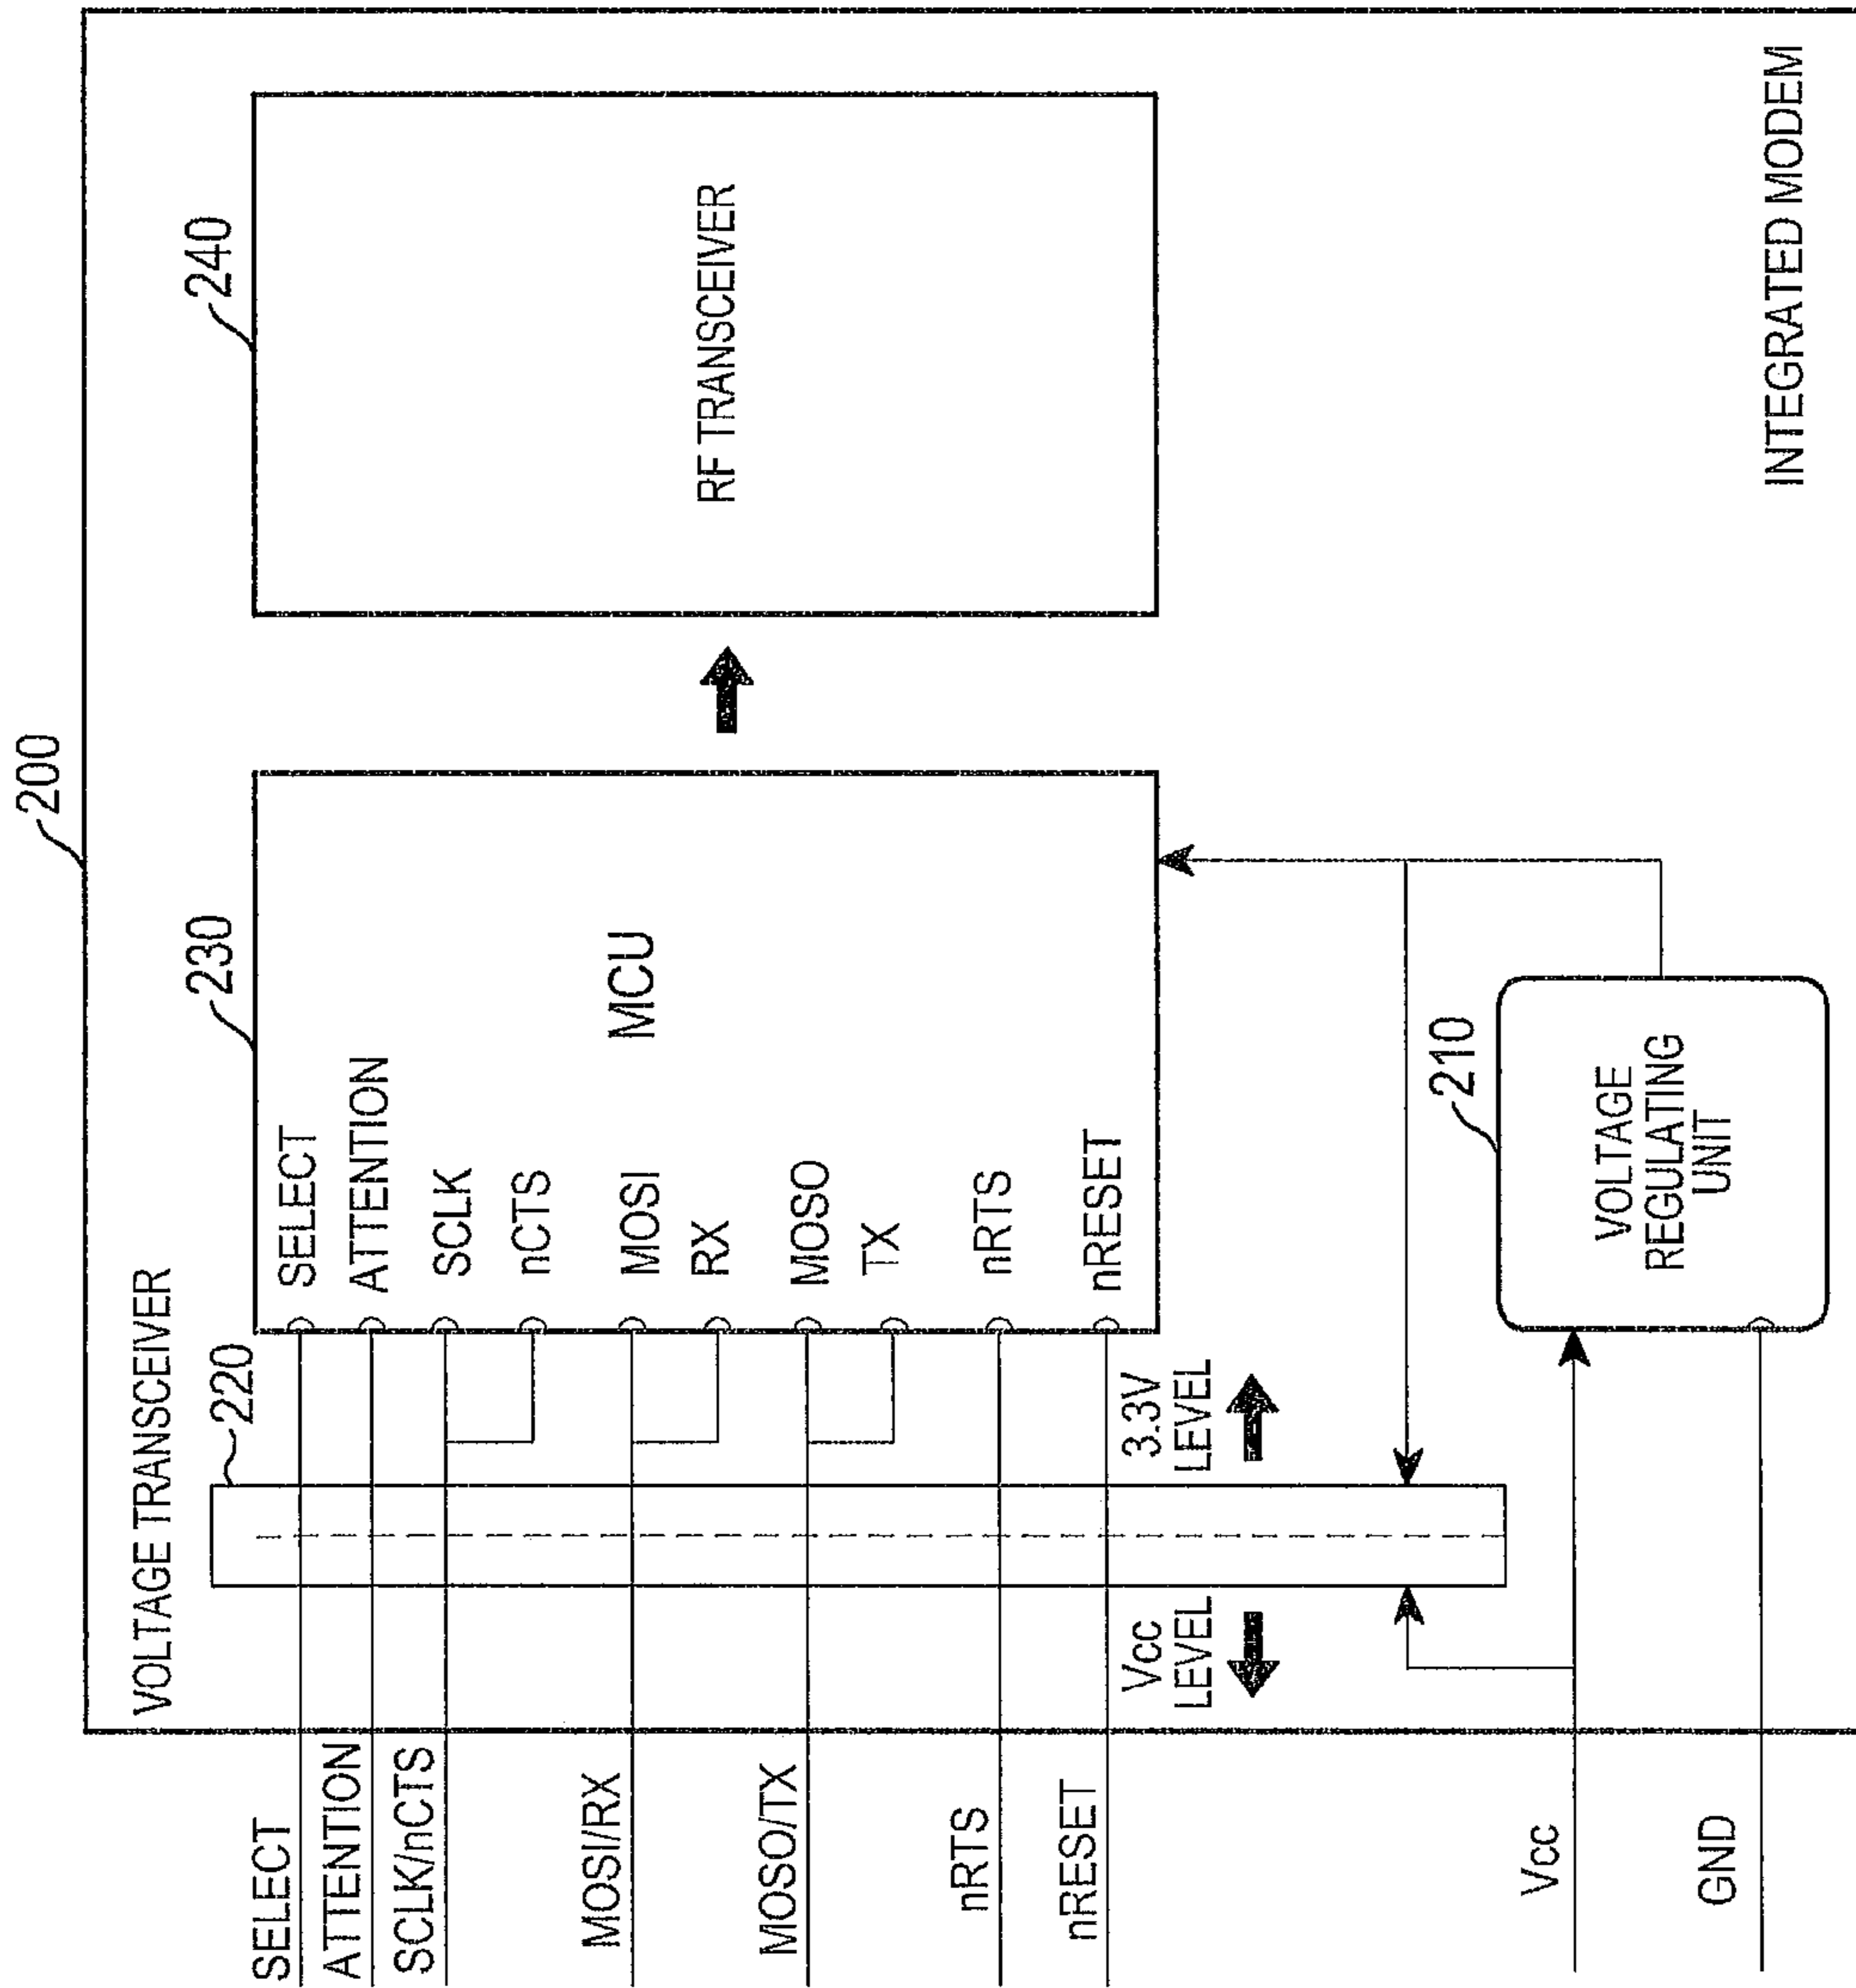 200
VOLTAGE TRANSCEIVER
220
230
240
SELECT
ATTENTION
SCLK/nCTS
MOSI/RX
MOSO/TX
nRTS
nRESET
Vcc
GND
SELECT
ATTENTION
SCLK
nCTS
MOSI
RX
MOSO
TX
nRTS
nRESET
MCU
RF TRANSCEIVER
Vcc
LEVEL
3.3V
LEVEL
210
VOLTAGE
REGULATING
UNIT
INTEGRATED MODEM